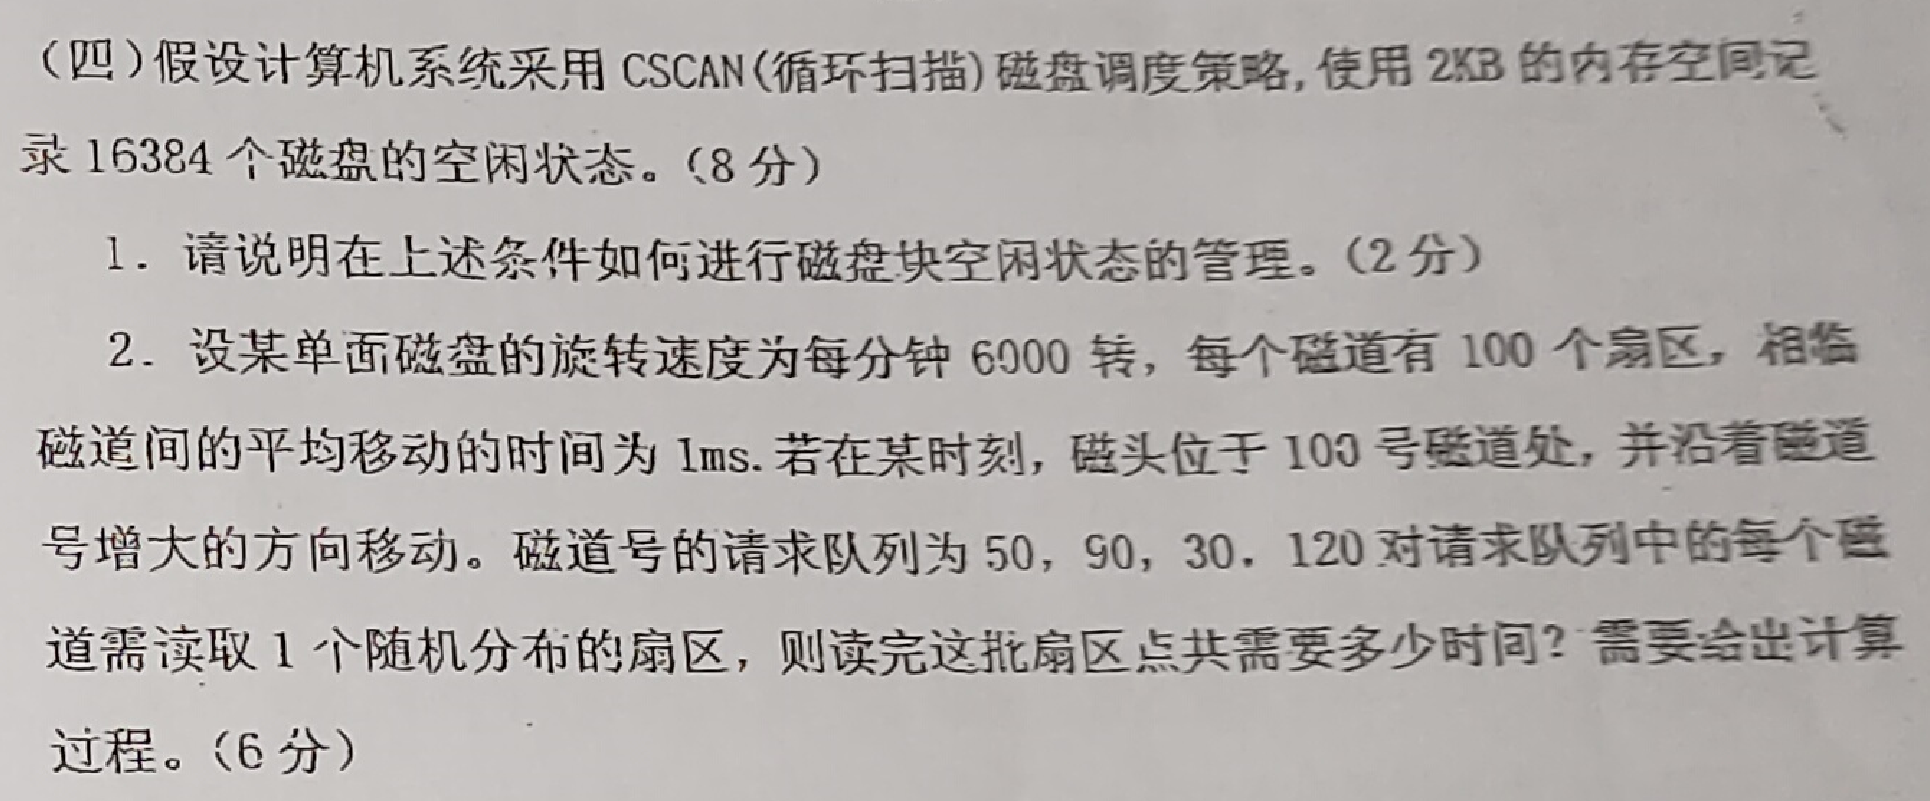 （四）假设计算机系统采用 CSCAN(循环扫描)磁盘调度策略,使用 2KB 的内存空间记
录 16384 个磁盘的空闲状态。（8 分）
1. 请说明在上述条件如何进行磁盘块空闲状态的管理。（2 分）
2. 设某单面磁盘的旋转速度为每分钟 6000 转，每个磁道有 100 个扇区，相临
磁道间的平均移动的时间为 1ms.若在某时刻，磁头位于 100 号磁道处，并沿着磁道
号增大的方向移动。磁道号的请求队列为 50，90，30．120 对请求队列中的每个磁
道需读取 1 个随机分布的扇区，则读完这批扇区点共需要多少时间？需要给出计算
过程。（6 分）